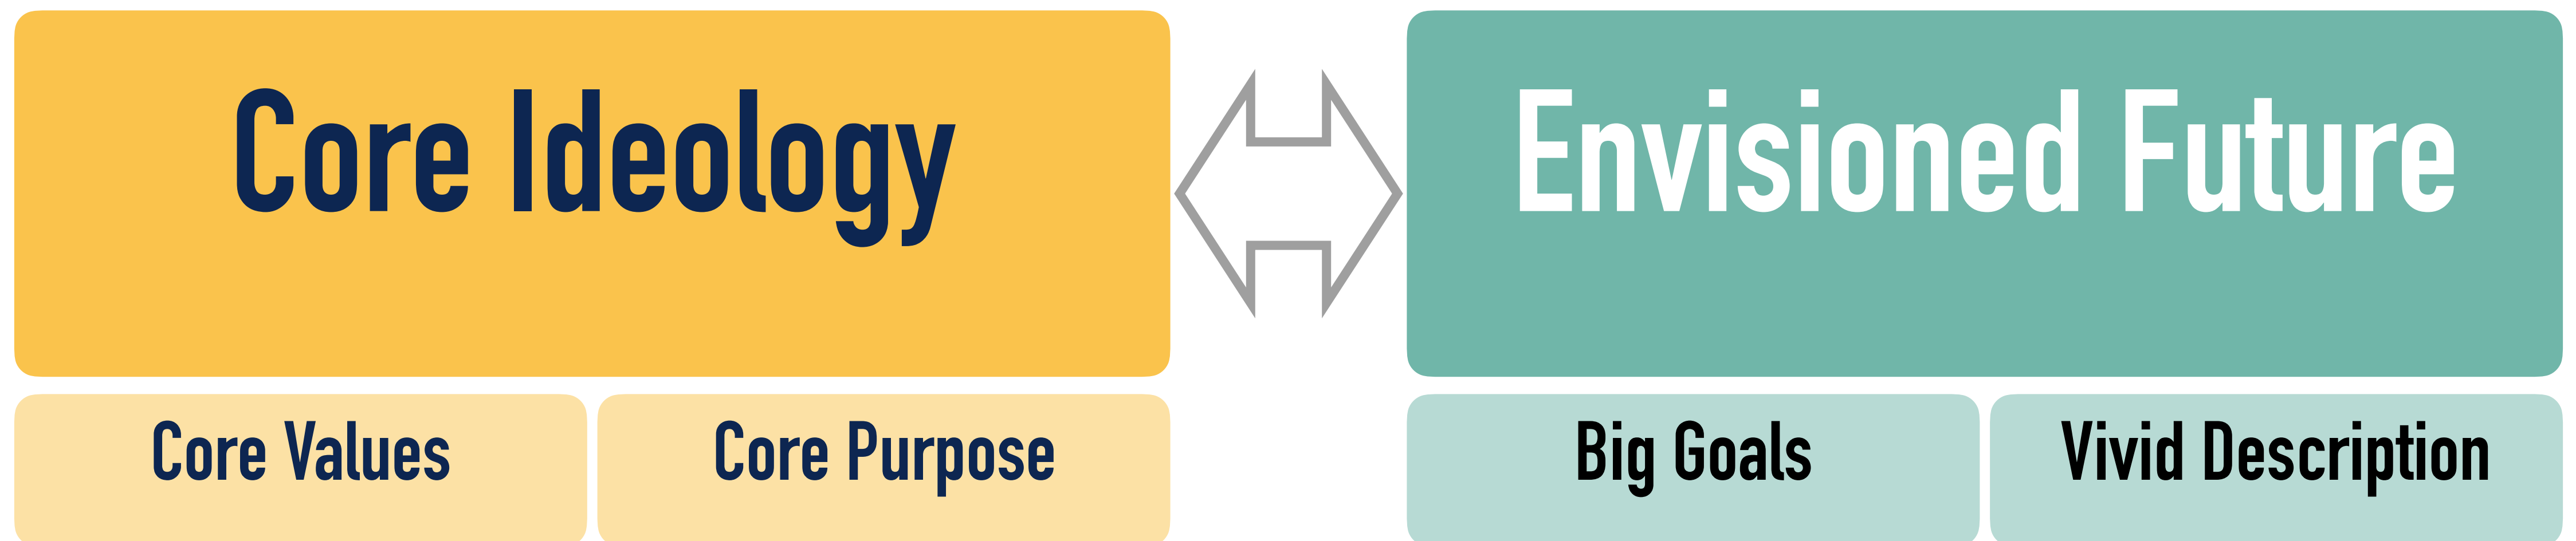 Core Ideology
Envisioned Future
Core Values
Core Purpose
Big Goals
Vivid Description